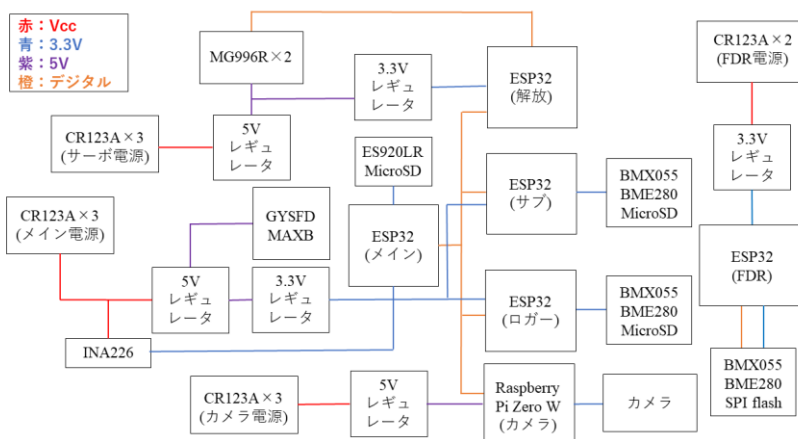 赤：Vcc
青：3.3V
紫：5V
橙：デジタル
MG996R×2
3.3V
レギュ
レータ
ESP32
(解放)
CR123A×2
(FDR電源)
CR123A×3
(サーボ電源)
5V
レギュ
レータ
3.3V
レギュ
レータ
ES920LR
MicroSD
ESP32
(サブ)
BMX055
BME280
MicroSD
CR123A×3
(メイン電源)
GYSFD
MAXB
ESP32
(メイン)
ESP32
(FDR)
5V
レギュ
レータ
3.3V
レギュ
レータ
ESP32
(ロガー)
BMX055
BME280
MicroSD
INA226
CR123A×3
(カメラ電源)
5V
レギュ
レータ
Raspberry
Pi Zero W
(カメラ)
カメラ
BMX055
BME280
SPI flash